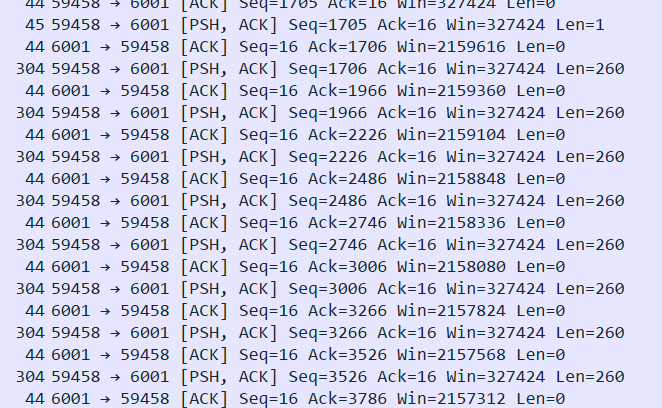 44 59458 → 6001 [ACK] Seq=1705 Ack=16 Win=327424 Len=0
45 59458 → 6001 [PSH, ACK] Seq=1705 Ack=16 Win=327424 Len=1
44 6001 → 59458 [ACK] Seq=16 Ack=1706 Win=2159616 Len=0
304 59458 → 6001 [PSH, ACK] Seq=1706 Ack=16 Win=327424 Len=260
44 6001 → 59458 [ACK] Seq=16 Ack=1966 Win=2159360 Len=0
304 59458 → 6001 [PSH, ACK] Seq=1966 Ack=16 Win=327424 Len=260
44 6001 → 59458 [ACK] Seq=16 Ack=2226 Win=2159104 Len=0
304 59458 → 6001 [PSH, ACK] Seq=2226 Ack=16 Win=327424 Len=260
44 6001 → 59458 [ACK] Seq=16 Ack=2486 Win=2158848 Len=0
304 59458 → 6001 [PSH, ACK] Seq=2486 Ack=16 Win=327424 Len=260
44 6001 → 59458 [ACK] Seq=16 Ack=2746 Win=2158336 Len=0
304 59458 → 6001 [PSH, ACK] Seq=2746 Ack=16 Win=327424 Len=260
44 6001 → 59458 [ACK] Seq=16 Ack=3006 Win=2158080 Len=0
304 59458 → 6001 [PSH, ACK] Seq=3006 Ack=16 Win=327424 Len=260
44 6001 → 59458 [ACK] Seq=16 Ack=3266 Win=2157824 Len=0
304 59458 → 6001 [PSH, ACK] Seq=3266 Ack=16 Win=327424 Len=260
44 6001 → 59458 [ACK] Seq=16 Ack=3526 Win=2157568 Len=0
304 59458 → 6001 [PSH, ACK] Seq=3526 Ack=16 Win=327424 Len=260
44 6001 → 59458 [ACK] Seq=16 Ack=3786 Win=2157312 Len=0